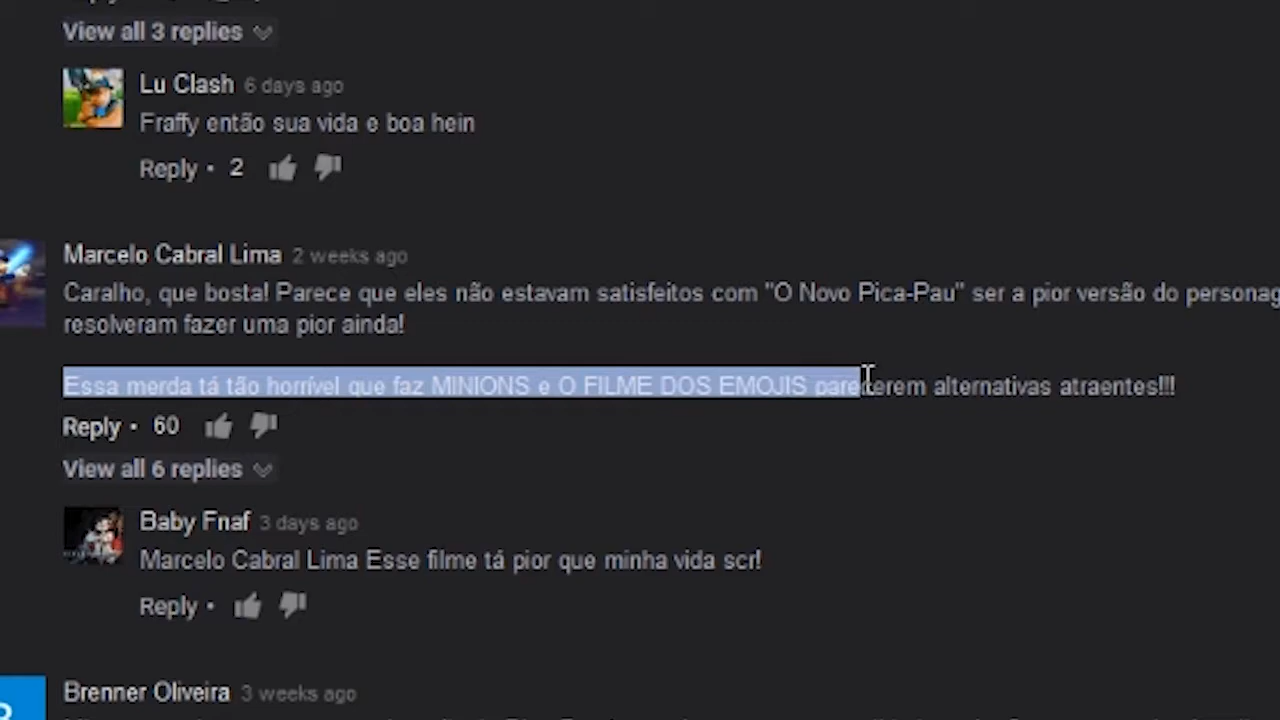 View all 3 replies
Lu Clash 6 days ago
Fraffy então sua vida e boa hein
Reply • 2
Marcelo Cabral Lima 2 weeks ago
Caralho, que bosta! Parece que eles não estavam satisfeitos com "O Novo Pica-Pau" ser a pior versão do personag
resolveram fazer uma pior ainda!
Essa merda tá tão horrível que faz MINIONS e O FILME DOS EMOJIS parecerem alternativas atraentes!!!
Reply • 60
View all 6 replies
Baby Fnaf 3 days ago
Marcelo Cabral Lima Esse filme tá pior que minha vida scr!
Reply •
Brenner Oliveira 3 weeks ago